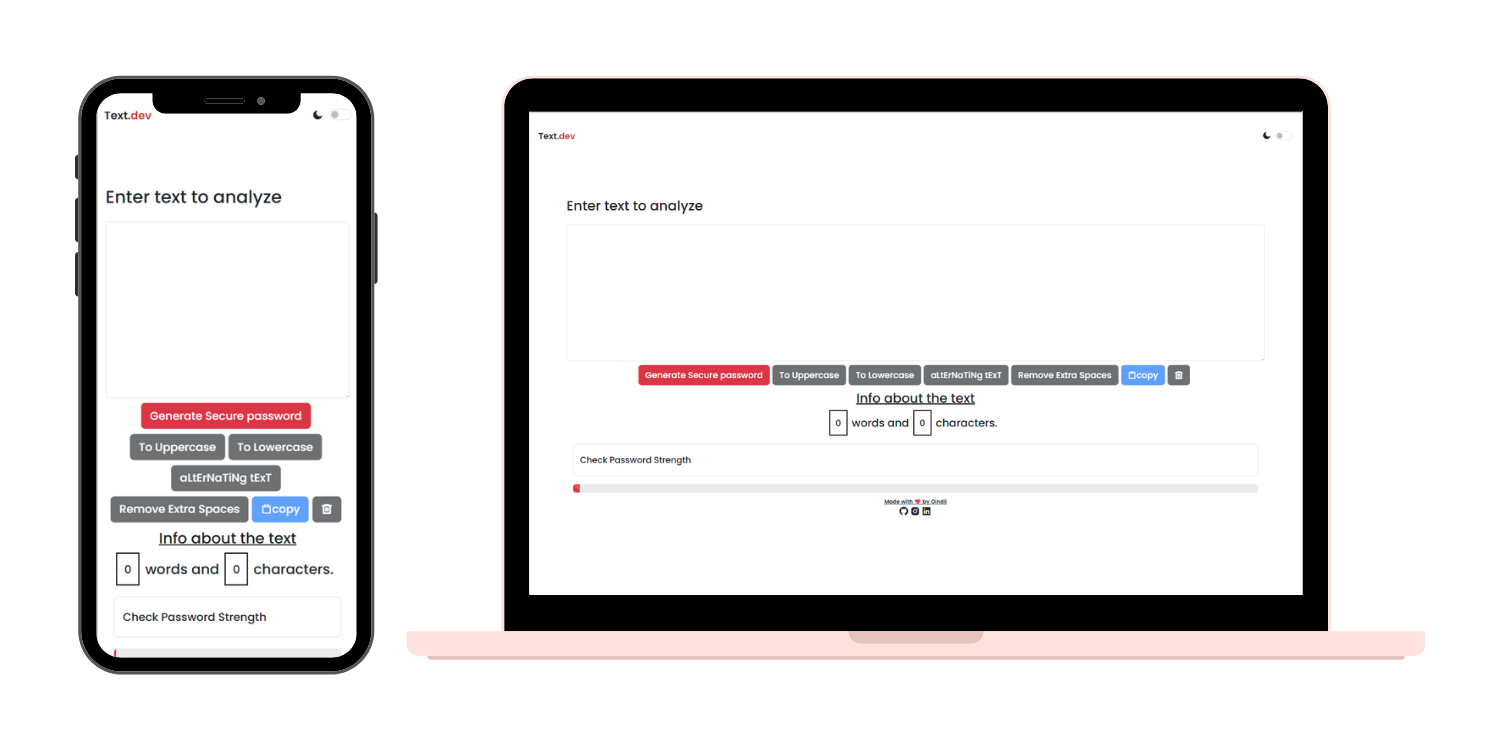 Text.dev
Enter text to analyze
Generate Secure password
To Uppercase To Lowercase
aLtErNaTiNg tExT
Remove Extra Spaces copy
Info about the text
0 words and 0 characters.
Check Password Strength
Text.dev
Enter text to analyze
Generate Secure password To Uppercase To Lowercase aLtErNaTiNg tExT Remove Extra Spaces copy
Info about the text
0 words and 0 characters.
Check Password Strength
Made with ❤️ by Oindil